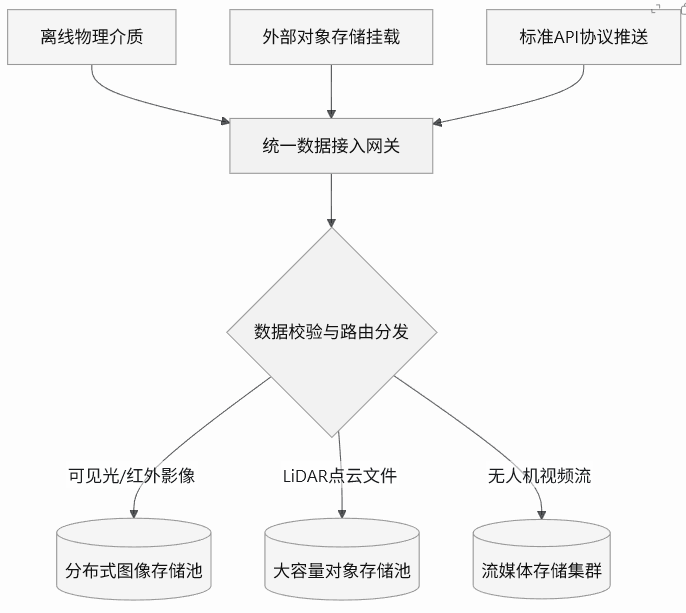 离线物理介质
外部对象存储挂载
标准API协议推送
统一数据接入网关
数据校验与路由分发
可见光/红外影像
LiDAR点云文件
无人机视频流
分布式图像存储池
大容量对象存储池
流媒体存储集群